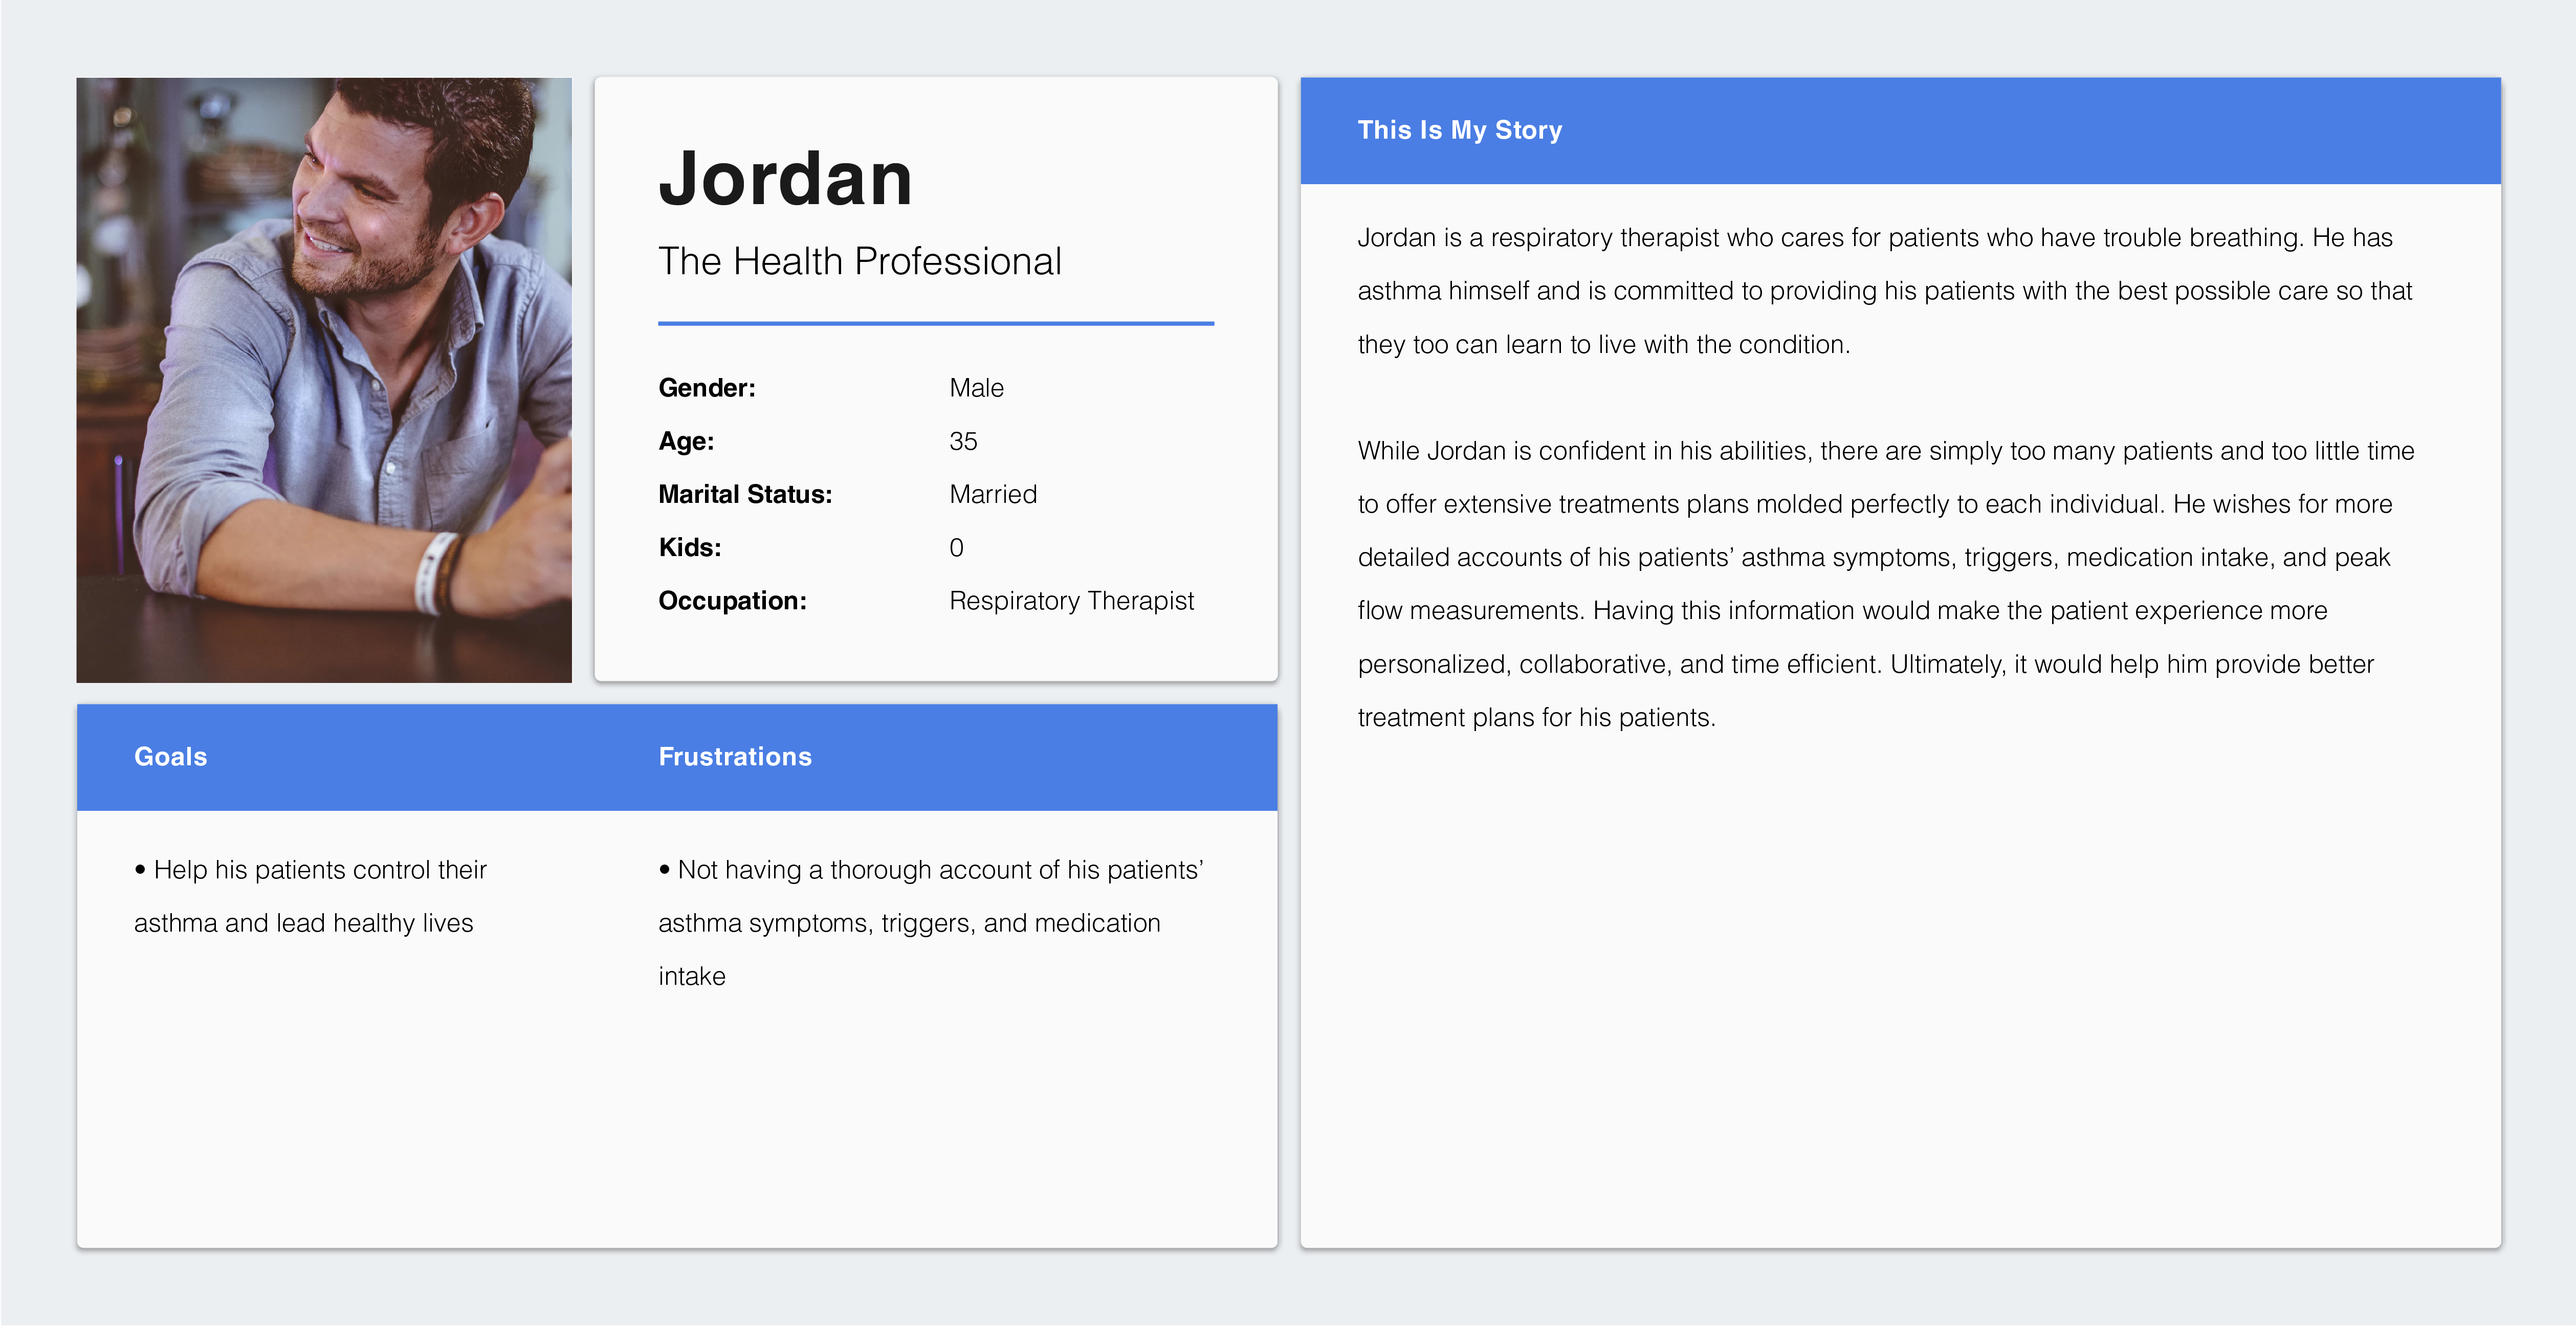 Jordan
The Health Professional
Gender: Male
Age: 35
Marital Status: Married
Kids: 0
Occupation: Respiratory Therapist
Goals
• Help his patients control their
asthma and lead healthy lives
Frustrations
• Not having a thorough account of his patients’
asthma symptoms, triggers, and medication
intake
This Is My Story
Jordan is a respiratory therapist who cares for patients who have trouble breathing. He has
asthma himself and is committed to providing his patients with the best possible care so that
they too can learn to live with the condition.
While Jordan is confident in his abilities, there are simply too many patients and too little time
to offer extensive treatments plans molded perfectly to each individual. He wishes for more
detailed accounts of his patients’ asthma symptoms, triggers, medication intake, and peak
flow measurements. Having this information would make the patient experience more
personalized, collaborative, and time efficient. Ultimately, it would help him provide better
treatment plans for his patients.